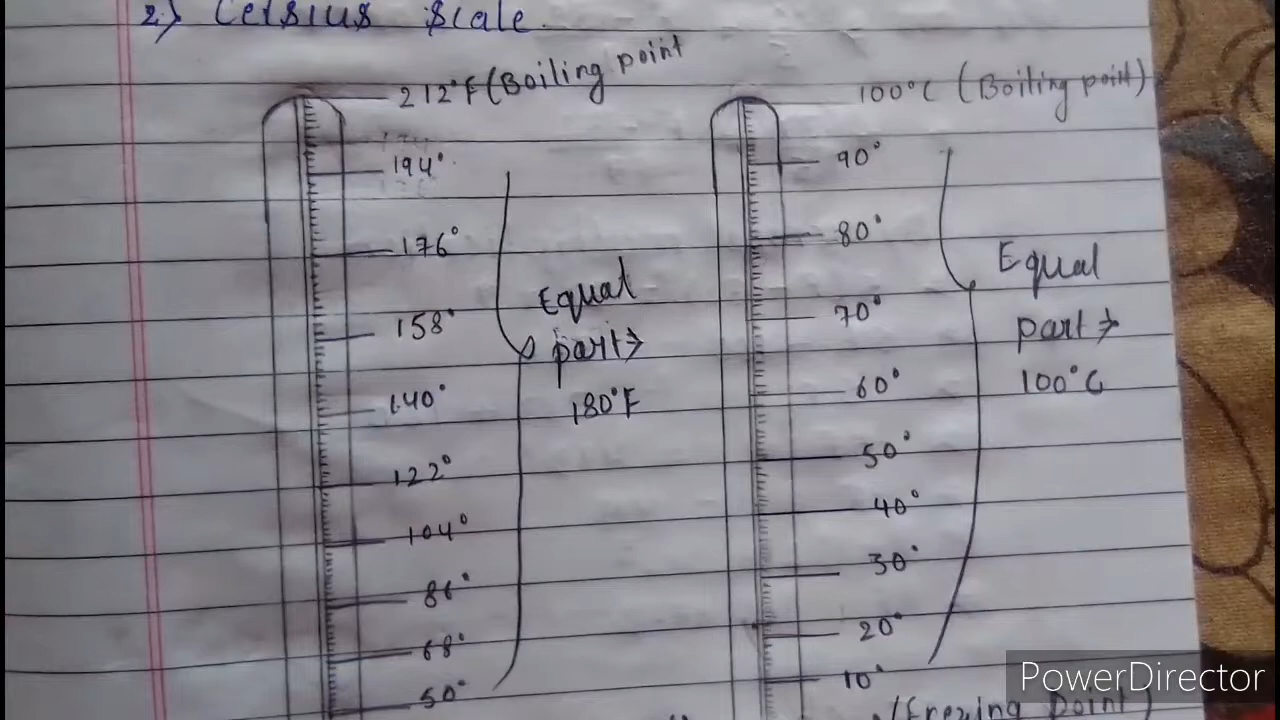 2.) Celsius Scale.
212°F (Boiling point
194°
176°
158°
140°
122°
104°
86°
68°
50°
Equal
part →
180°F
100°C (Boiling point)
90°
80°
70°
60°
50°
40°
30°
20°
10°
Equal
part →
100°C
(Frezing Point)
PowerDirector